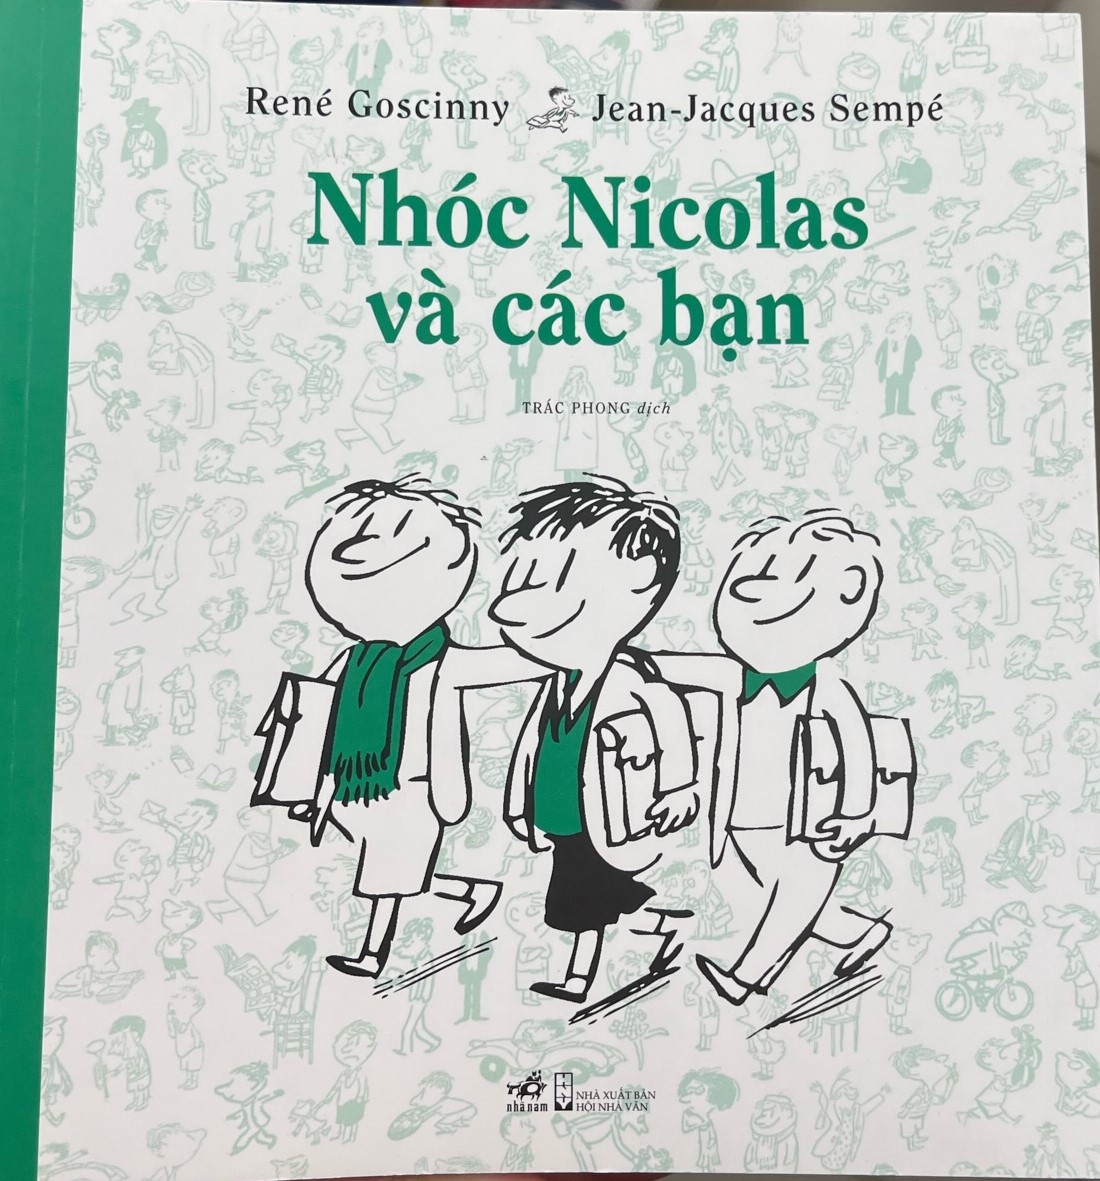 René Goscinny Jean-Jacques Sempé
Nhóc Nicolas
và các bạn
TRÁC PHONG dịch
nhã nam
NHÀ XUẤT BẢN
HỘI NHÀ VĂN